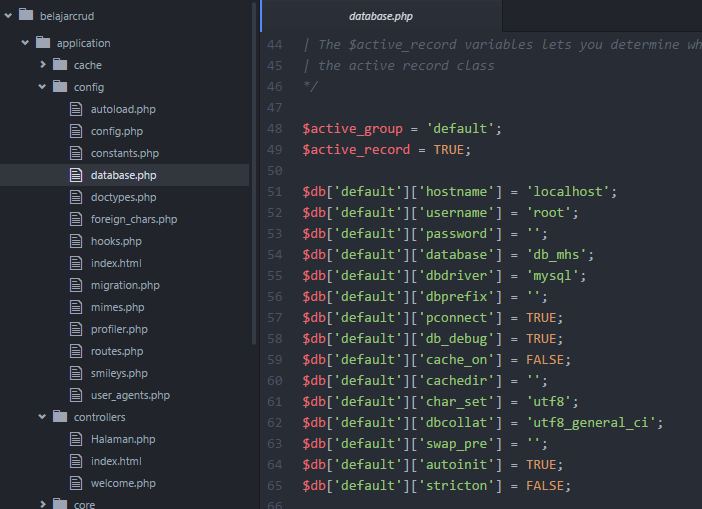 belajarcrud
application
cache
config
autoload.php
config.php
constants.php
database.php
doctypes.php
foreign_chars.php
hooks.php
index.html
migration.php
mimes.php
profiler.php
routes.php
smileys.php
user_agents.php
controllers
Halaman.php
index.html
welcome.php
core
database.php
44 | The $active_record variables lets you determine wh
45 | the active record class
46 */
47
48 $active_group = 'default';
49 $active_record = TRUE;
50
51 $db['default']['hostname'] = 'localhost';
52 $db['default']['username'] = 'root';
53 $db['default']['password'] = '';
54 $db['default']['database'] = 'db_mhs';
55 $db['default']['dbdriver'] = 'mysql';
56 $db['default']['dbprefix'] = '';
57 $db['default']['pconnect'] = TRUE;
58 $db['default']['db_debug'] = TRUE;
59 $db['default']['cache_on'] = FALSE;
60 $db['default']['cachedir'] = '';
61 $db['default']['char_set'] = 'utf8';
62 $db['default']['dbcollat'] = 'utf8_general_ci';
63 $db['default']['swap_pre'] = '';
64 $db['default']['autoinit'] = TRUE;
65 $db['default']['stricton'] = FALSE;
66